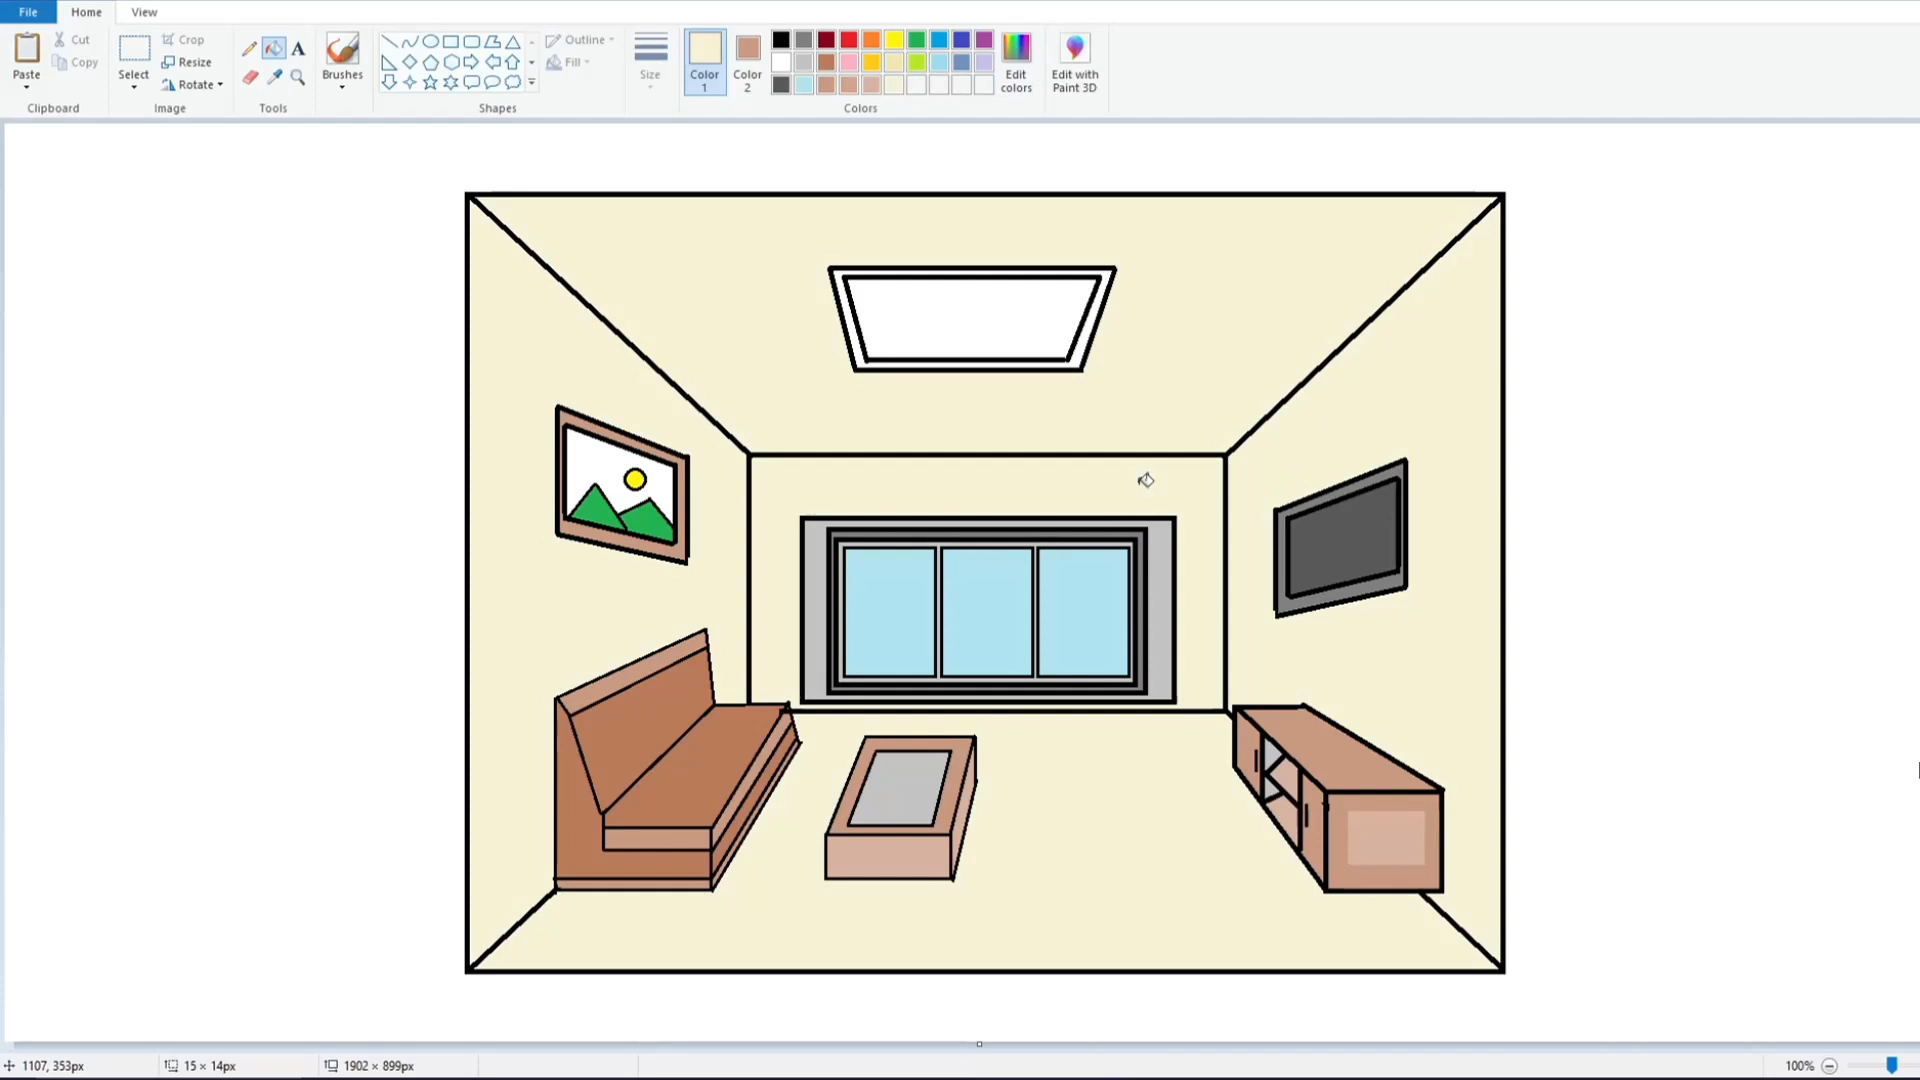 File Home View
Paste
Cut
Copy
Clipboard
Select
Crop
Resize
Rotate
Image
A
Tools
Brushes
Shapes
Outline
Fill
Size
Color
1
Color
2
Colors
Edit
colors
Edit with
Paint 3D
1107, 353px 15 × 14px 1902 × 899px 100%